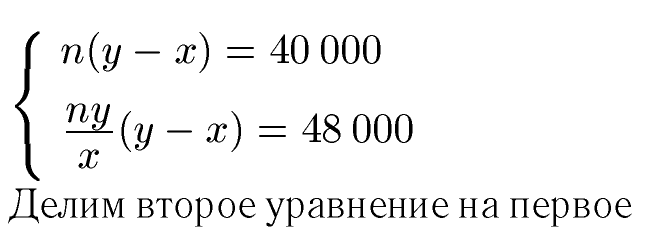 n(y − x) = 40 000
ny/x (y − x) = 48 000
Делим второе уравнение на первое